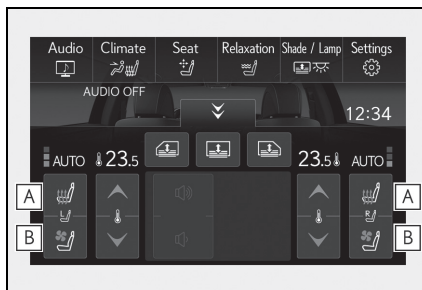 Audio Climate Seat Relaxation Shade / Lamp Settings
AUDIO OFF
12:34
AUTO 23.5 23.5 AUTO
A A
L R
B B